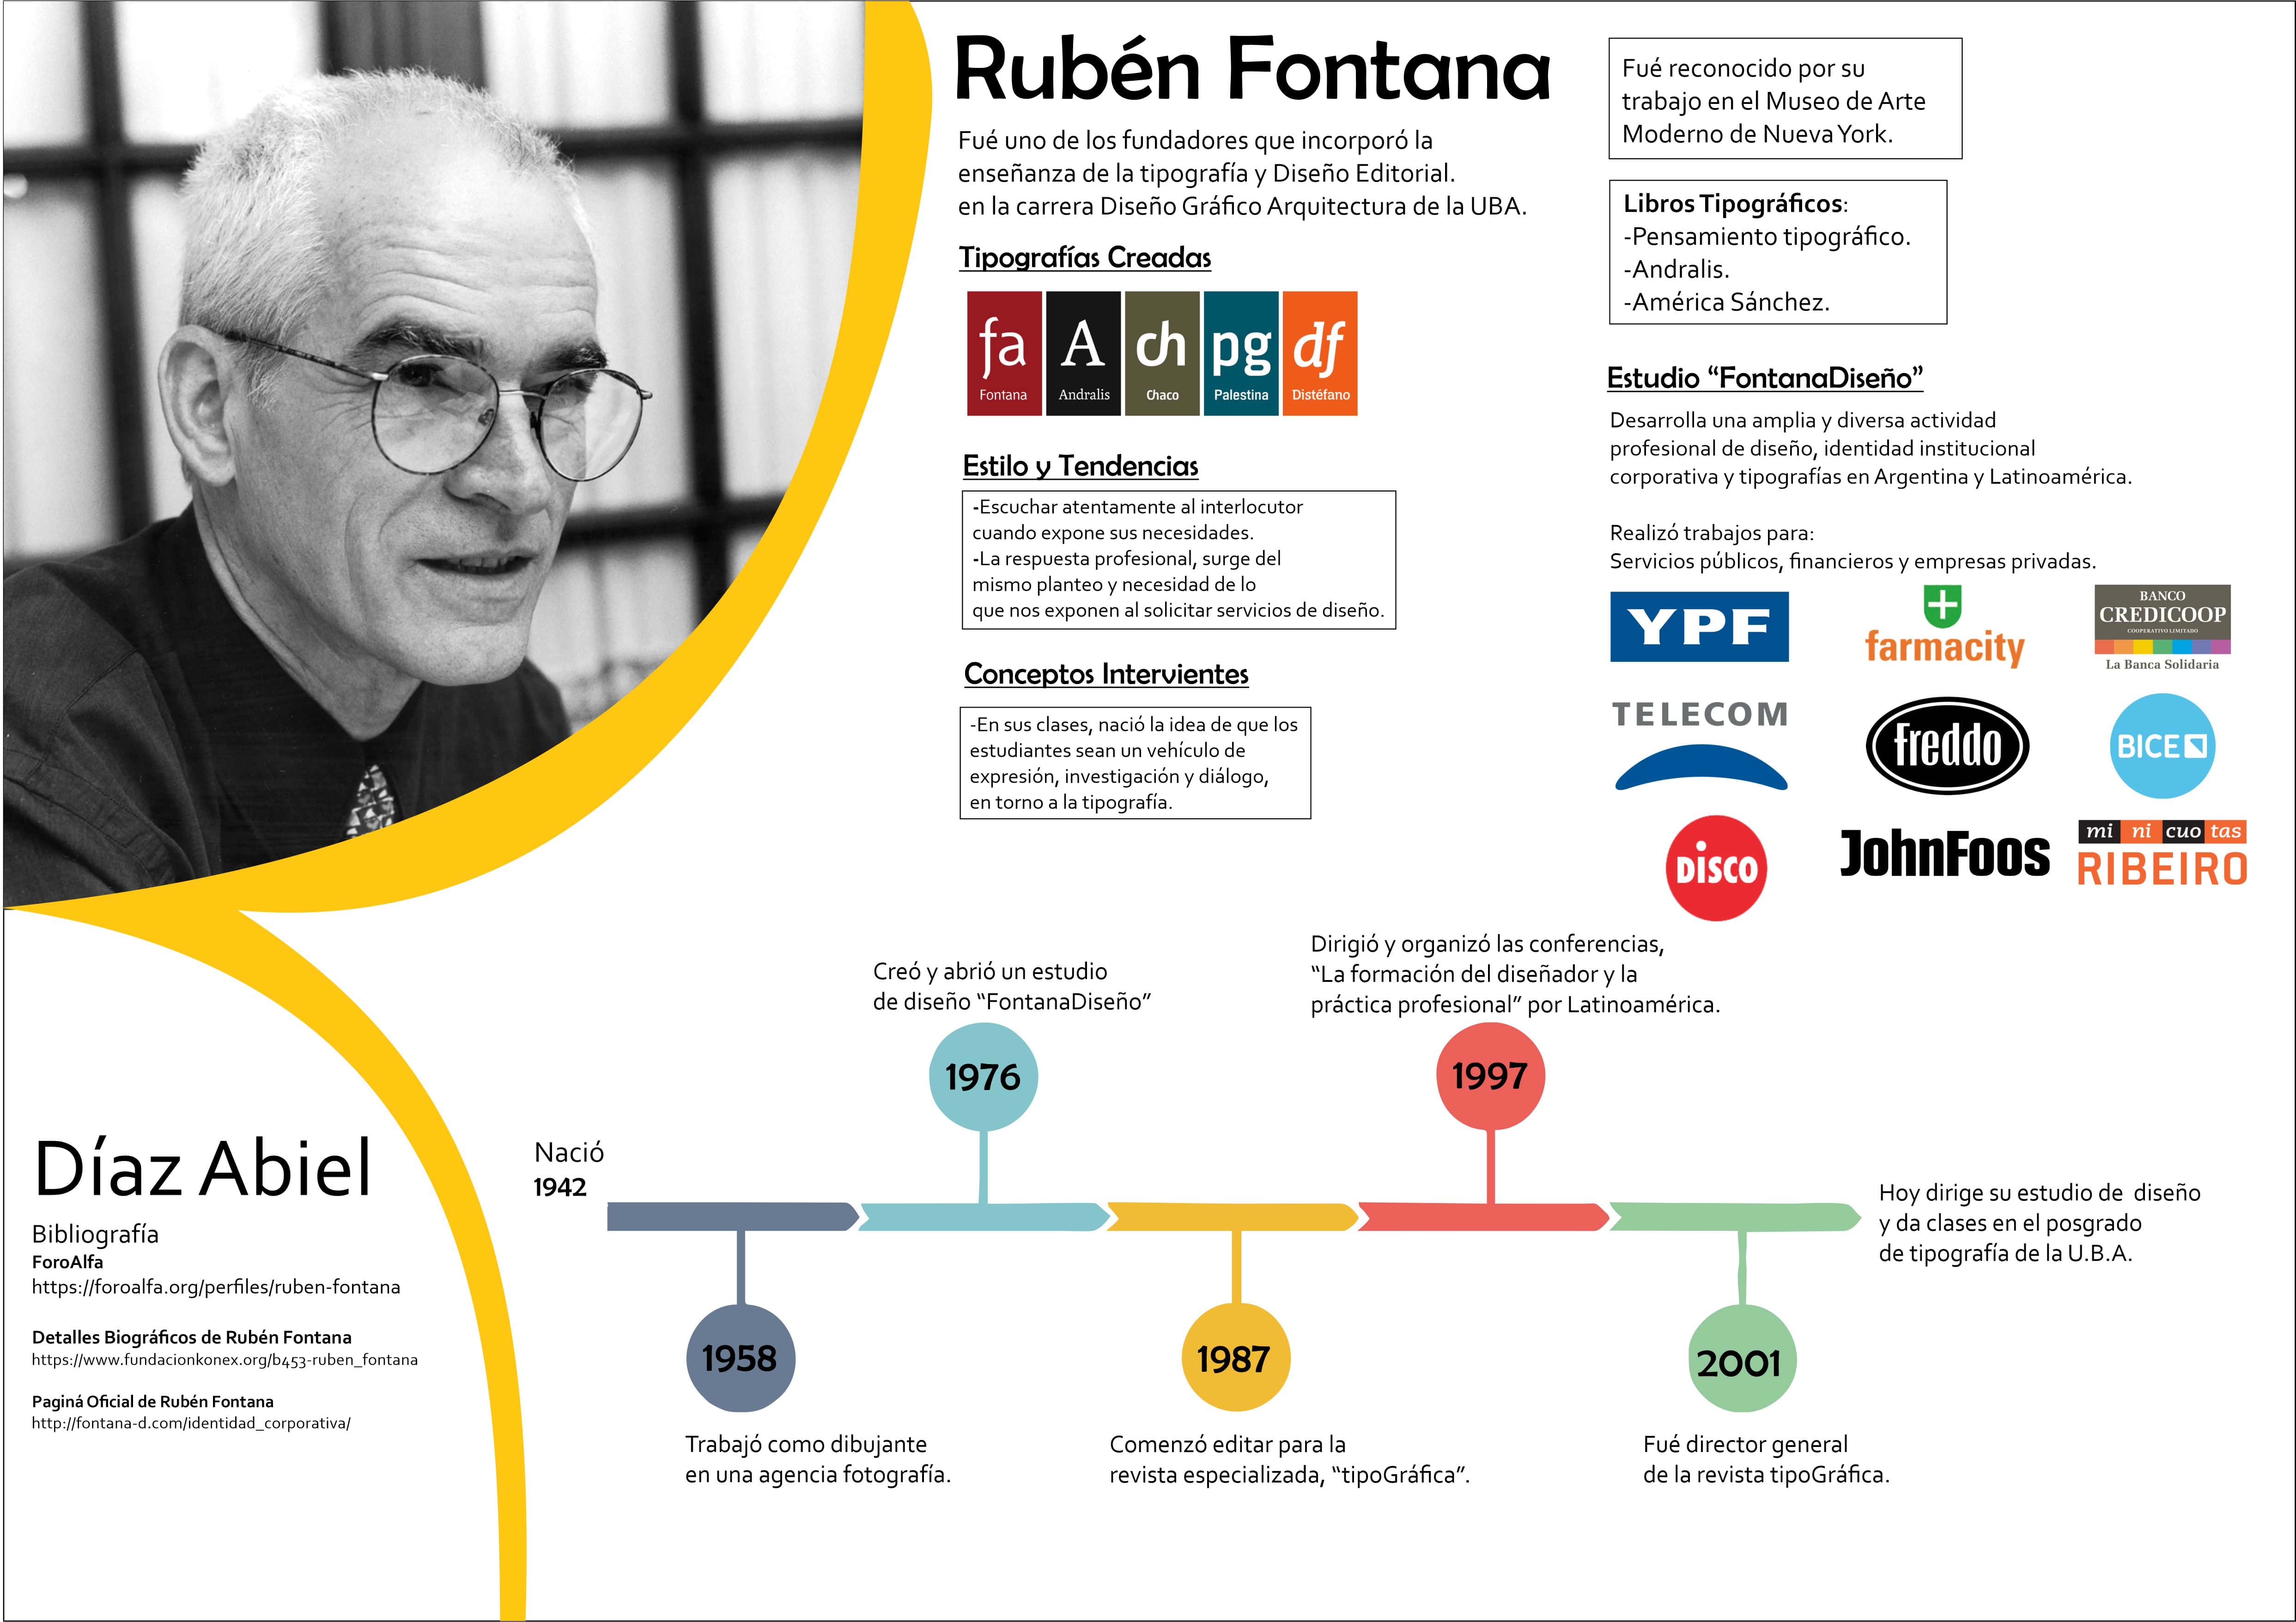 Rubén Fontana
Fué uno de los fundadores que incorporó la
enseñanza de la tipografía y Diseño Editorial.
en la carrera Diseño Gráfico Arquitectura de la UBA.
Tipografías Creadas
fa
Fontana
A
Andralis
ch
Chaco
pg
Palestina
df
Distéfano
Estilo y Tendencias
-Escuchar atentamente al interlocutor
cuando expone sus necesidades.
-La respuesta profesional, surge del
mismo planteo y necesidad de lo
que nos exponen al solicitar servicios de diseño.
Conceptos Intervientes
-En sus clases, nació la idea de que los
estudiantes sean un vehículo de
expresión, investigación y diálogo,
en torno a la tipografía.
Fué reconocido por su
trabajo en el Museo de Arte
Moderno de Nueva York.
Libros Tipográficos:
-Pensamiento tipográfico.
-Andralis.
-América Sánchez.
Estudio “FontanaDiseño”
Desarrolla una amplia y diversa actividad
profesional de diseño, identidad institucional
corporativa y tipografías en Argentina y Latinoamérica.
Realizó trabajos para:
Servicios públicos, financieros y empresas privadas.
YPF
farmacity
BANCO
CREDICOOP
COOPERATIVO LIMITADO
La Banca Solidaria
TELECOM
freddo
BICE
DISCO
JohnFoos
mi ni cuo tas
RIBEIRO
Nació
1942
1958
Trabajó como dibujante
en una agencia fotografía.
Creó y abrió un estudio
de diseño “FontanaDiseño”
1976
1987
Comenzó editar para la
revista especializada, “tipoGráfica”.
Dirigió y organizó las conferencias,
“La formación del diseñador y la
práctica profesional” por Latinoamérica.
1997
2001
Fué director general
de la revista tipoGráfica.
Hoy dirige su estudio de diseño
y da clases en el posgrado
de tipografía de la U.B.A.
Díaz Abiel
Bibliografía
ForoAlfa
https://foroalfa.org/perfiles/ruben-fontana
Detalles Biográficos de Rubén Fontana
https://www.fundacionkonex.org/b453-ruben_fontana
Paginá Oficial de Rubén Fontana
http://fontana-d.com/identidad_corporativa/